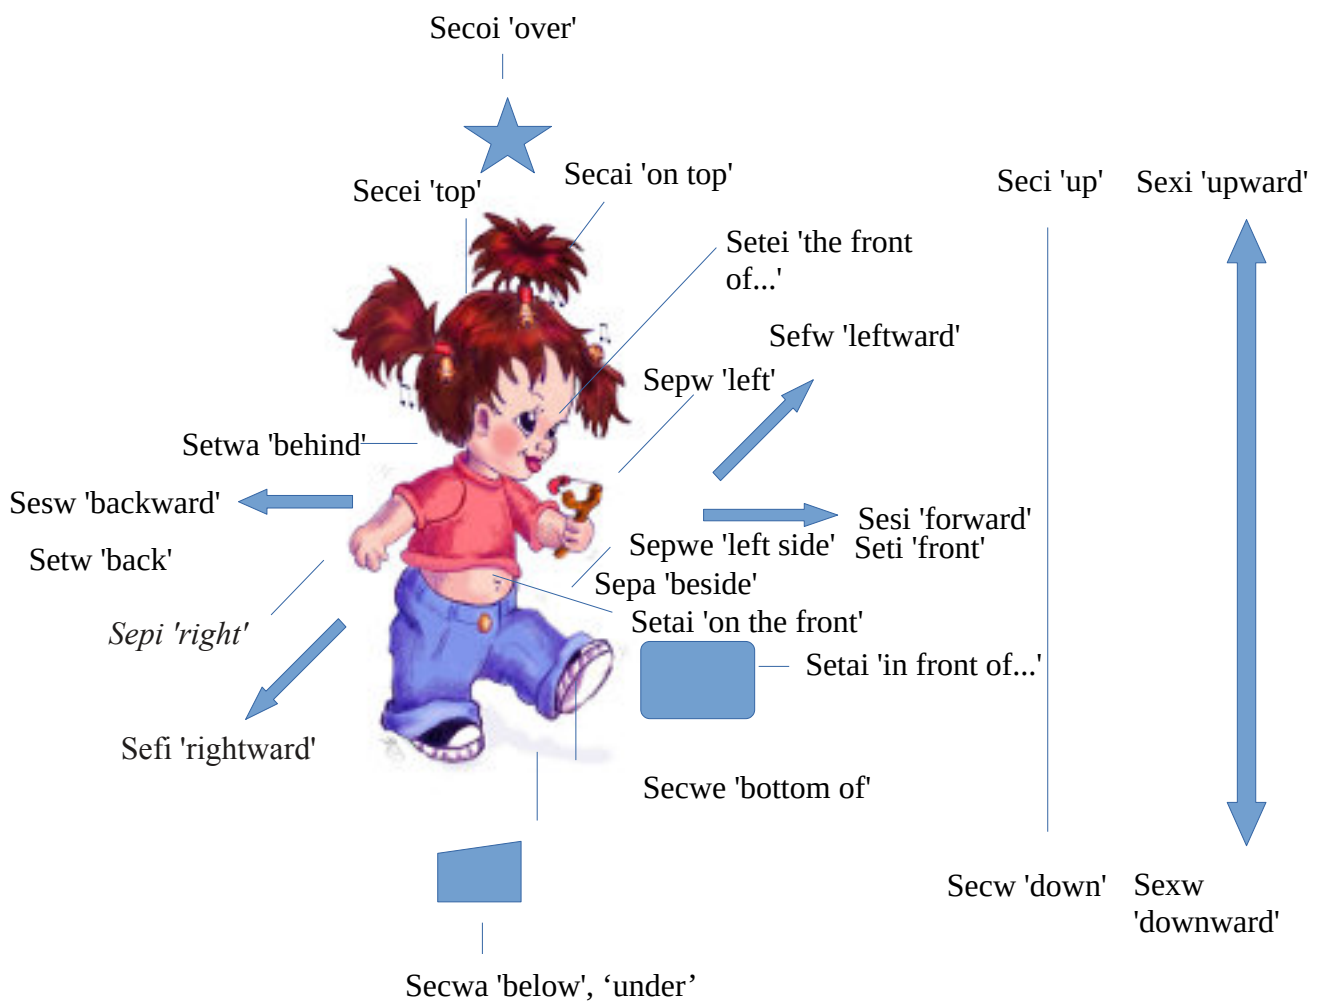 Secoi 'over'
Secai 'on top'
Secei 'top'
Seci 'up'
Sexi 'upward'
Setei 'the front
of...'
Sefw 'leftward'
Sepw 'left'
Setwa 'behind'
Sesw 'backward'
Sesi 'forward'
Sepwe 'left side'
Seti 'front'
Setw 'back'
Sepa 'beside'
Setai 'on the front'
Sepi 'right'
Setai 'in front of...'
Sefi 'rightward'
Secwe 'bottom of'
Secw 'down'
Sexw
'downward'
Secwa 'below', ‘under’